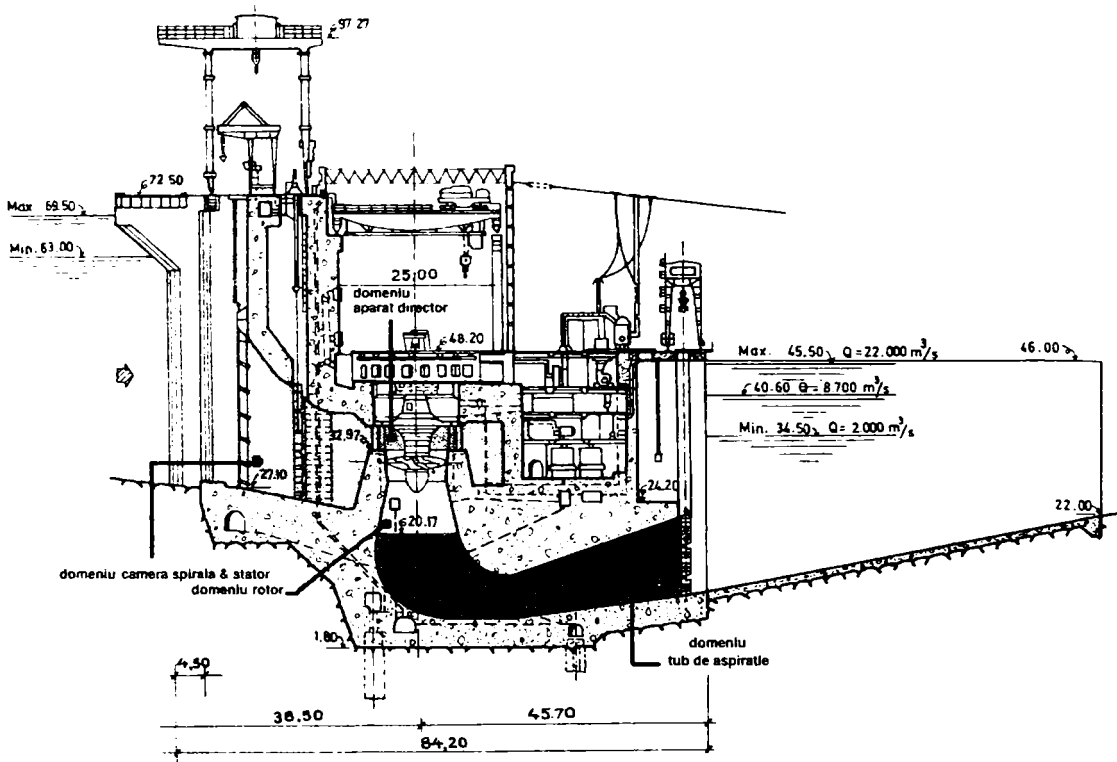 97.27
72.50
Max 69.50
Min. 63.00
25,00
domeniu
aparat director
48.20
Max. 45.50 Q = 22.000 m³/s
46.00
40.60 Q = 8.700 m³/s
Min. 34.50 Q = 2.000 m³/s
32,97
27.10
24.20
20.17
22.00
domeniu camera spirala & stator
domeniu rotor
1,80
domeniu
tub de aspiratie
4,50
38.50
45.70
84,20